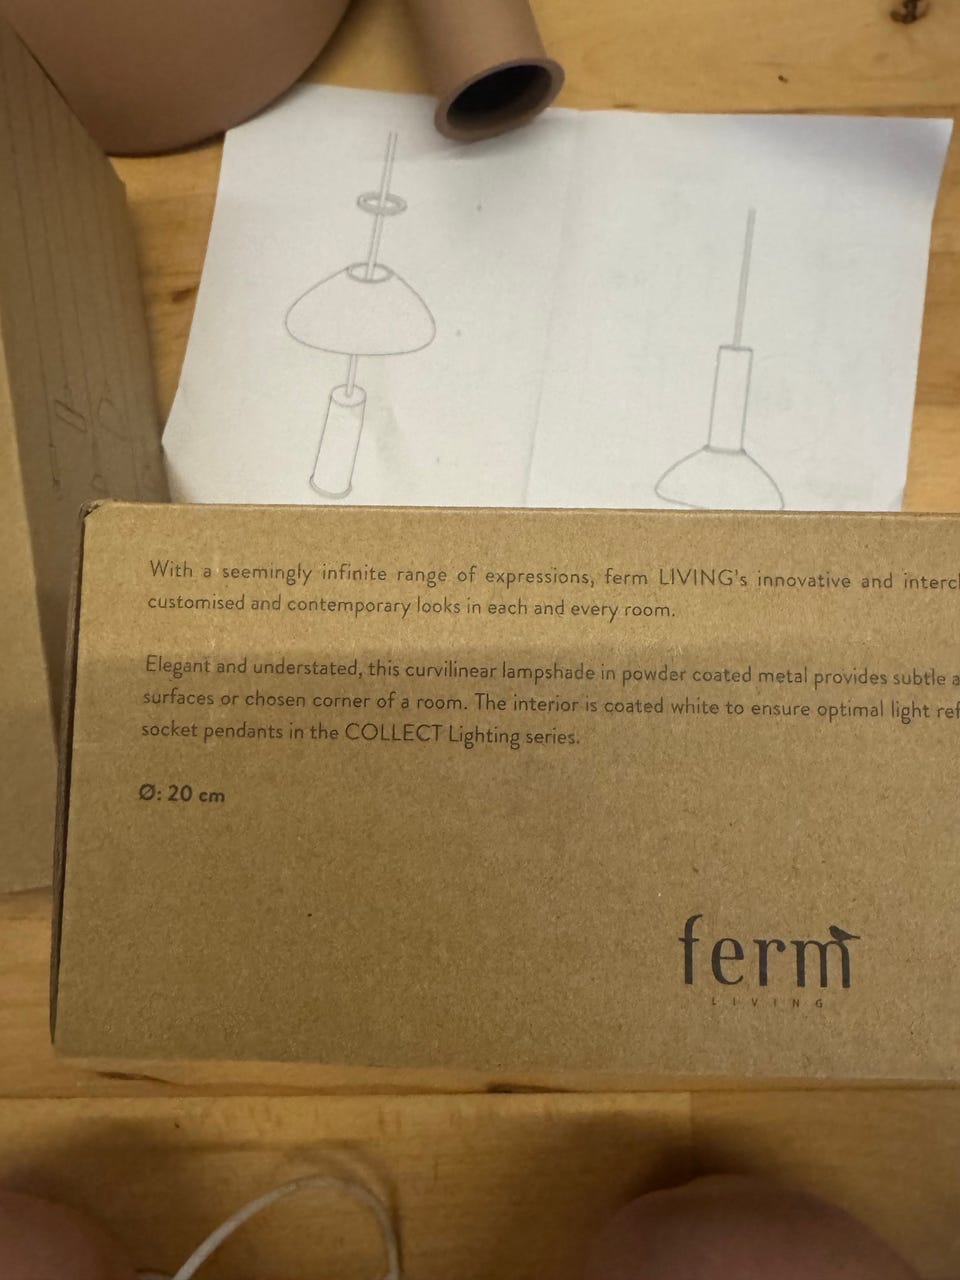 With a seemingly infinite range of expressions, ferm LIVING's innovative and
customised and contemporary looks in each and every room.
Elegant and understated, this curvilinear lampshade in powder coated metal provides subtle
surfaces or chosen corner of a room. The interior is coated white to ensure optimal light
socket pendants in the COLLECT Lighting series.
Ø: 20 cm
ferm
LIVING